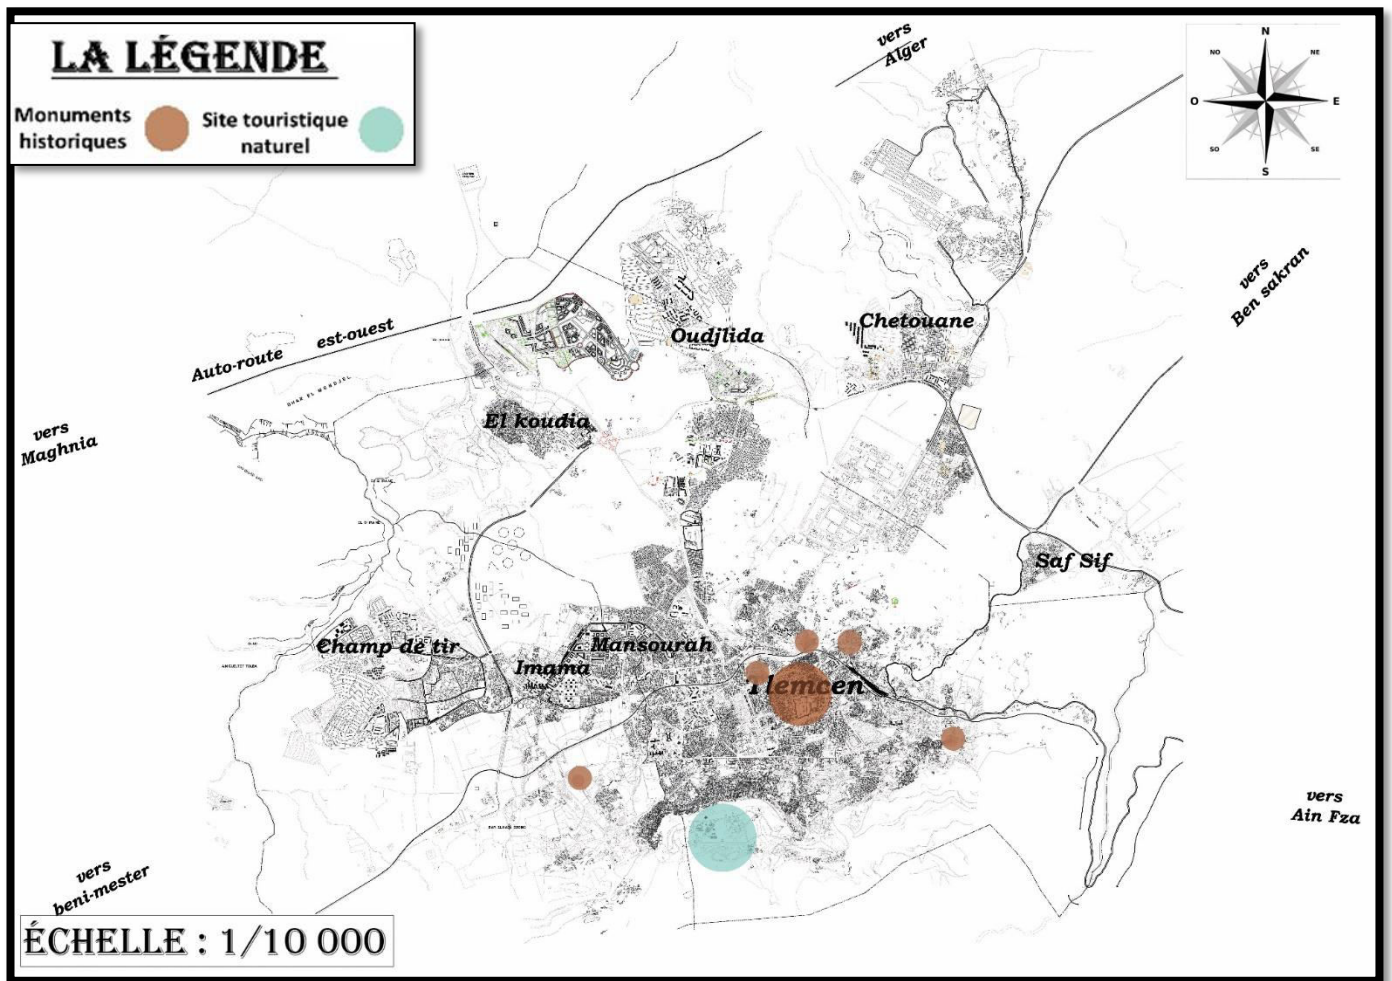 LA LÉGENDE
Monuments
historiques
Site touristique
naturel
vers
Alger
N
NO
NE
O
E
SO
SE
S
vers
Ben sakran
Auto-route est-ouest
Oudjlida
Chetouane
vers
Maghnia
El koudia
Saf Sif
Champ de tir
Imama
Mansourah
Tlemcen
vers
Ain Fza
vers
beni-mester
ÉCHELLE : 1/10 000